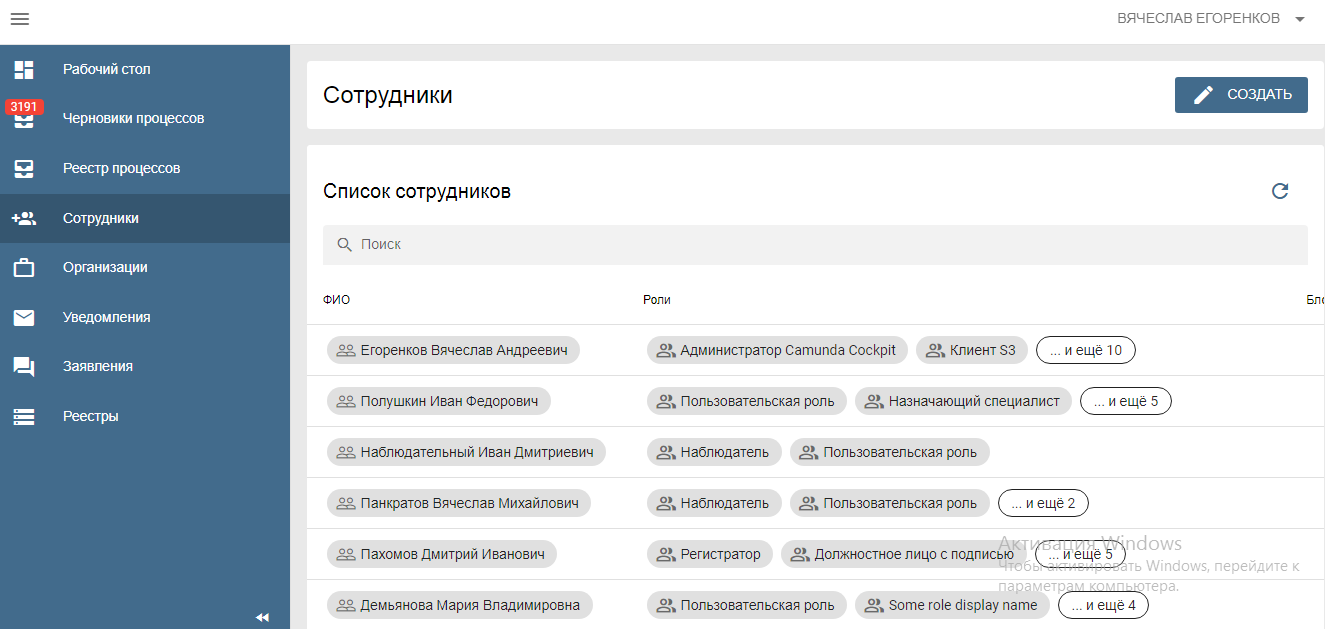 ВЯЧЕСЛАВ ЕГОРЕНКОВ
Рабочий стол
3191
Черновики процессов
Реестр процессов
Сотрудники
Организации
Уведомления
Заявления
Реестры
Сотрудники
СОЗДАТЬ
Список сотрудников
Поиск
ФИО Роли Бло
Егоренков Вячеслав Андреевич Администратор Camunda Cockpit Клиент S3 ... и ещё 10
Полушкин Иван Федорович Пользовательская роль Назначающий специалист ... и ещё 5
Наблюдательный Иван Дмитриевич Наблюдатель Пользовательская роль
Панкратов Вячеслав Михайлович Наблюдатель Пользовательская роль ... и ещё 2
Пахомов Дмитрий Иванович Регистратор Должностное лицо с подписью ... и ещё 5
Демьянова Мария Владимировна Пользовательская роль Some role display name ... и ещё 4
Активация Windows
Чтобы активировать Windows, перейдите к
параметрам компьютера.